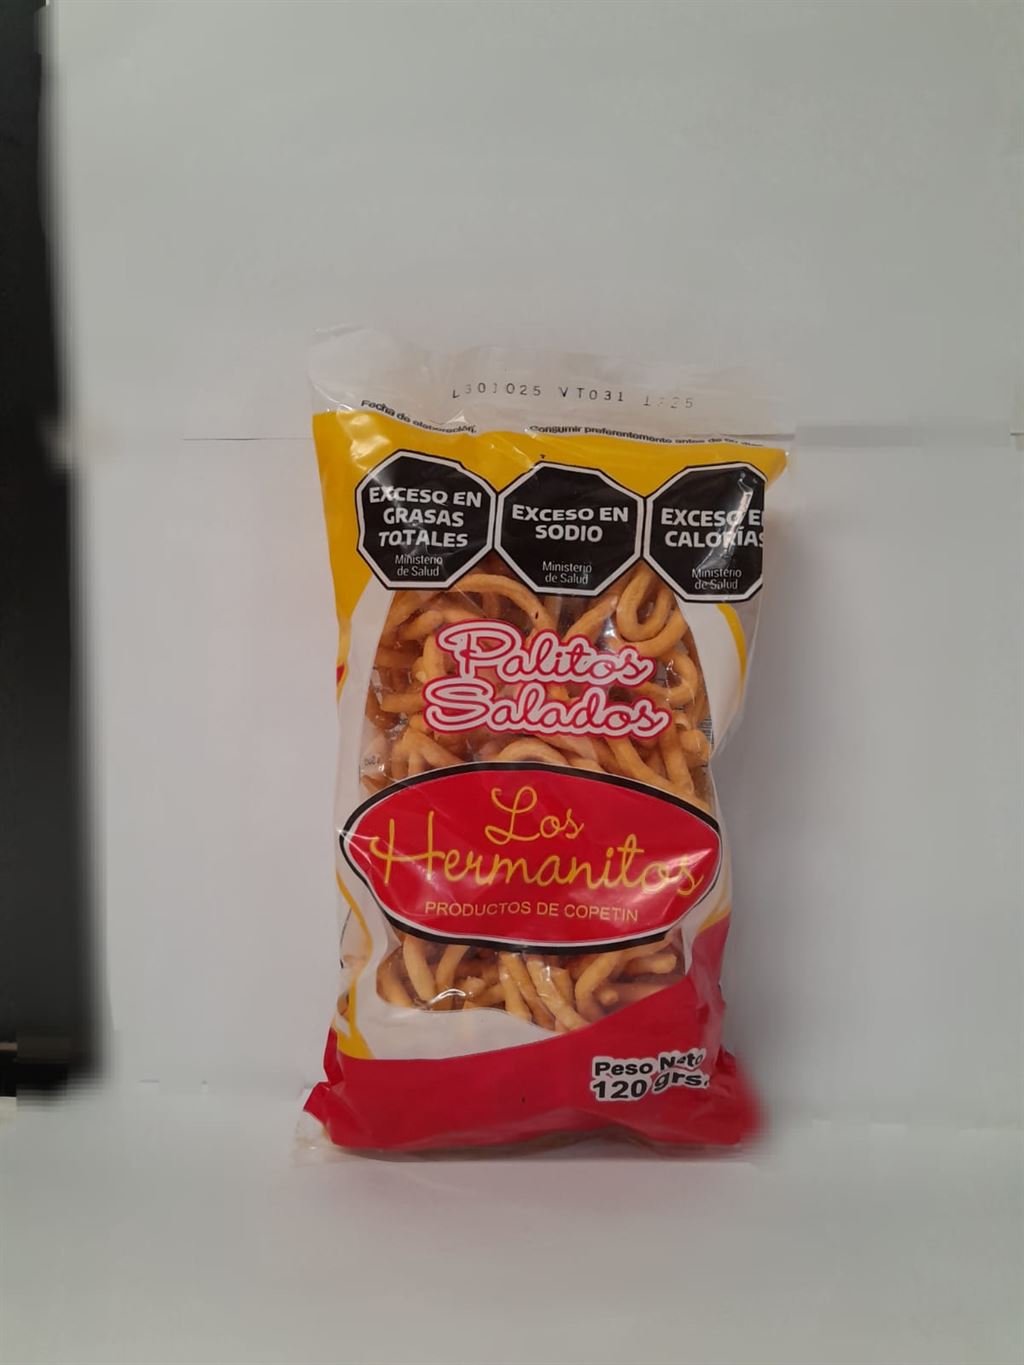 L301025 VT031 1225
Fecha de elaboración,
Consumir preferentemente antes de
EXCESO EN
GRASAS
TOTALES
Ministerio
de Salud
EXCESO EN
SODIO
Ministerio
de Salud
EXCESO EN
CALORÍAS
Ministerio
de Salud
Palitos
Salados
Los
Hermanitos
PRODUCTOS DE COPETIN
Peso Neto
120 grs.